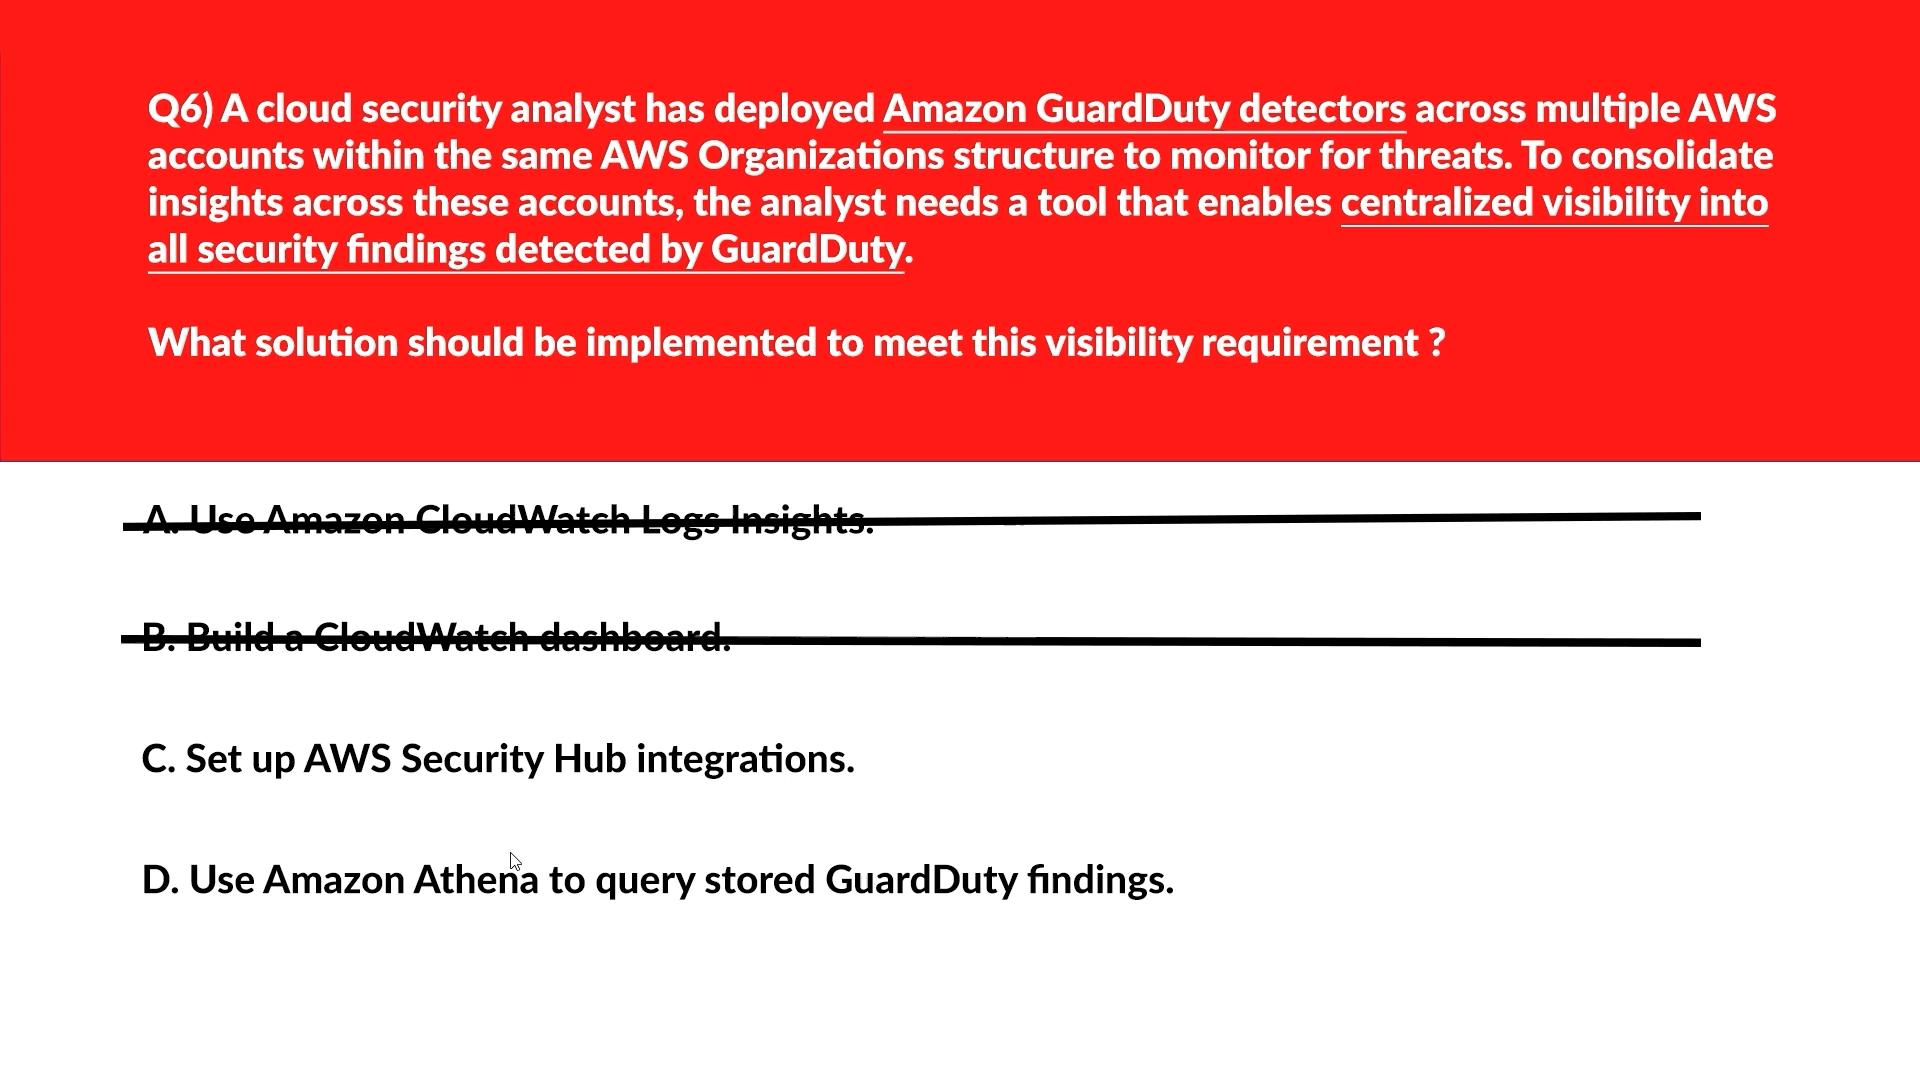 Q6) A cloud security analyst has deployed Amazon GuardDuty detectors across multiple AWS
accounts within the same AWS Organizations structure to monitor for threats. To consolidate
insights across these accounts, the analyst needs a tool that enables centralized visibility into
all security findings detected by GuardDuty.
What solution should be implemented to meet this visibility requirement ?
A. Use Amazon CloudWatch Logs Insights.
B. Build a CloudWatch dashboard.
C. Set up AWS Security Hub integrations.
D. Use Amazon Athena to query stored GuardDuty findings.